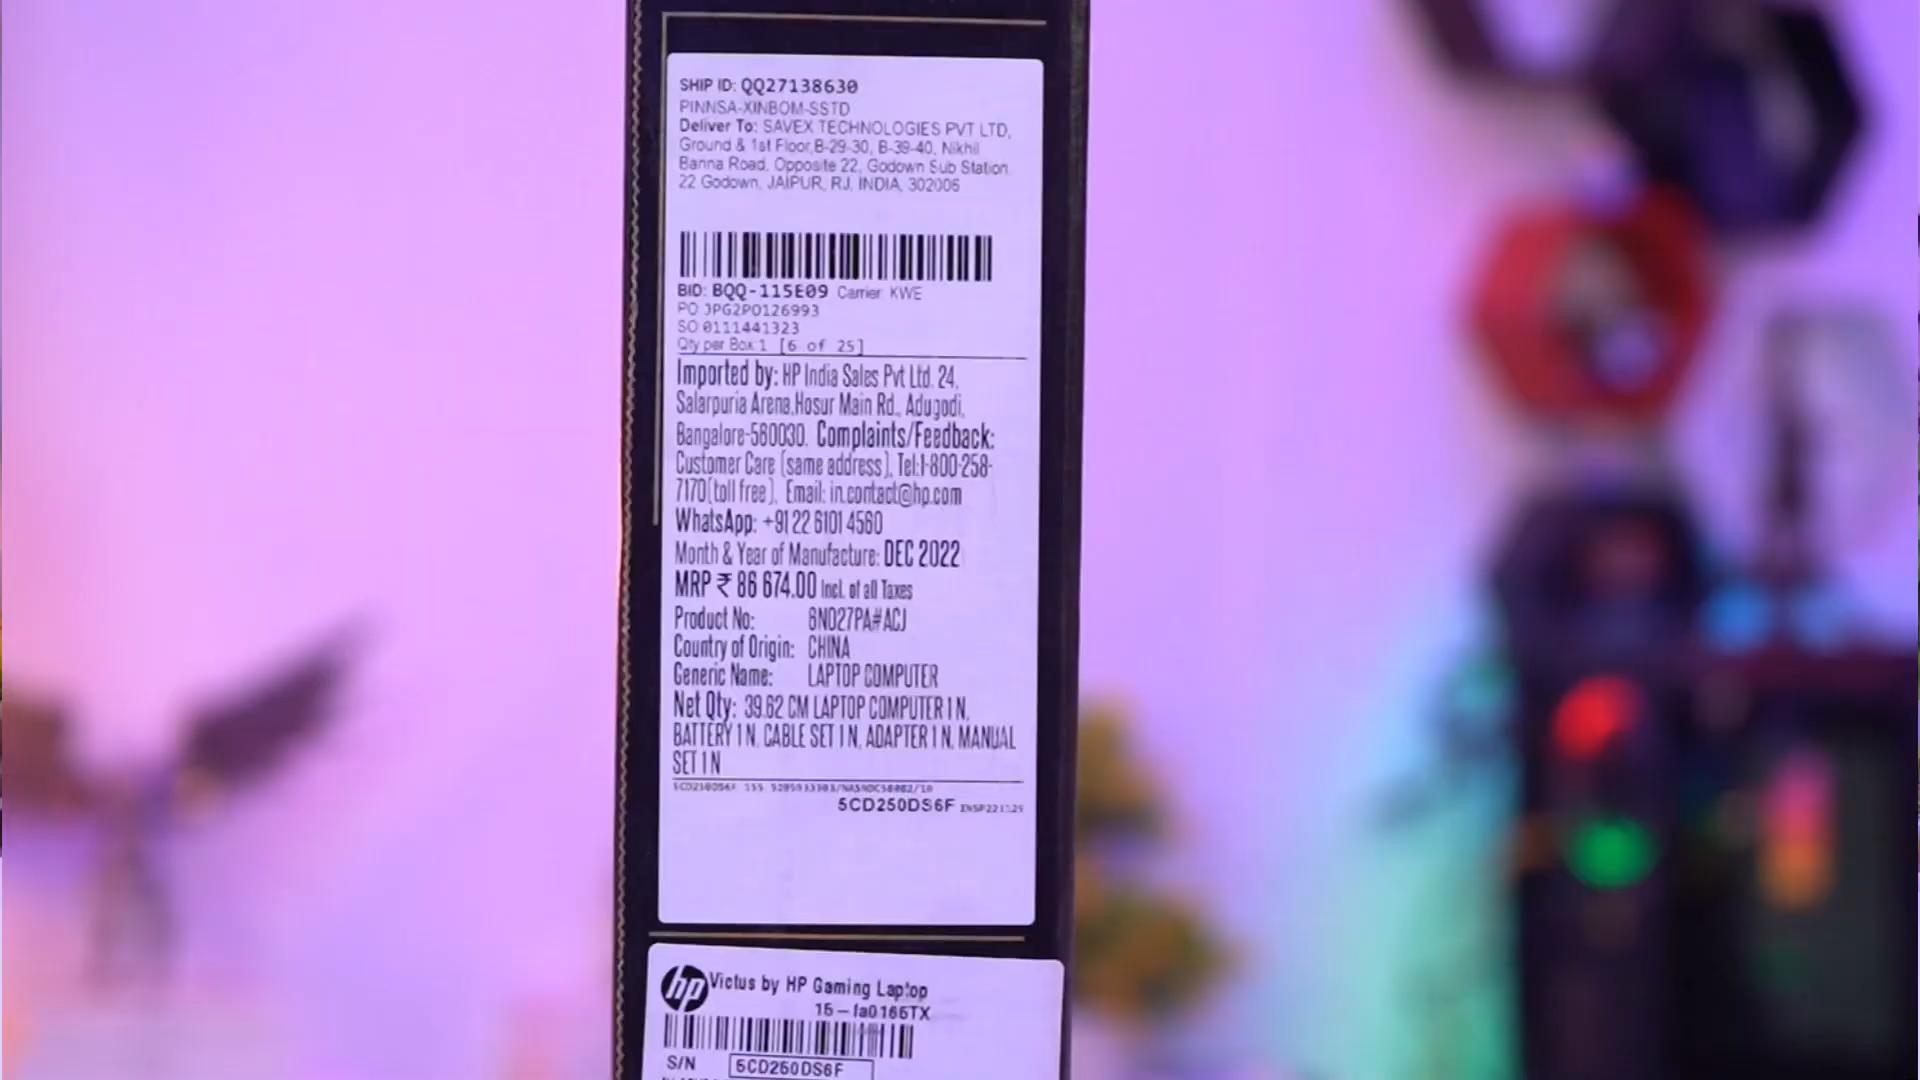 SHIP ID: QQ27138630
PINNSA-XINBOM-SSTD
Deliver To: SAVEX TECHNOLOGIES PVT LTD,
Ground & 1st Floor,B-29-30, B-39-40, Nikhil
Banna Road, Opposite 22, Godown Sub Station
22 Godown, JAIPUR, RJ, INDIA, 302006
BID: BQQ-115E09 Carrier: KWE
PO JPG2PO126993
SO 0111441323
Qty per Box:1 [6 of 25]
Imported by: HP India Sales Pvt Ltd. 24,
Salarpuria Arena,Hosur Main Rd., Adugodi,
Bangalore-560030. Complaints/Feedback:
Customer Care (same address), Tel:1-800-258-
7170(toll free), Email: in.contact@hp.com
WhatsApp: +91 22 6101 4560
Month & Year of Manufacture: DEC 2022
MRP ₹ 86 674.00 Incl. of all Taxes
Product No: 6N027PA#ACJ
Country of Origin: CHINA
Generic Name: LAPTOP COMPUTER
Net Qty: 39.62 CM LAPTOP COMPUTER 1 N,
BATTERY 1 N, CABLE SET 1 N, ADAPTER 1 N, MANUAL
SET 1 N
5CD250DS6F
hp Victus by HP Gaming Laptop
15-fa0166TX
S/N 5CD250DS6F